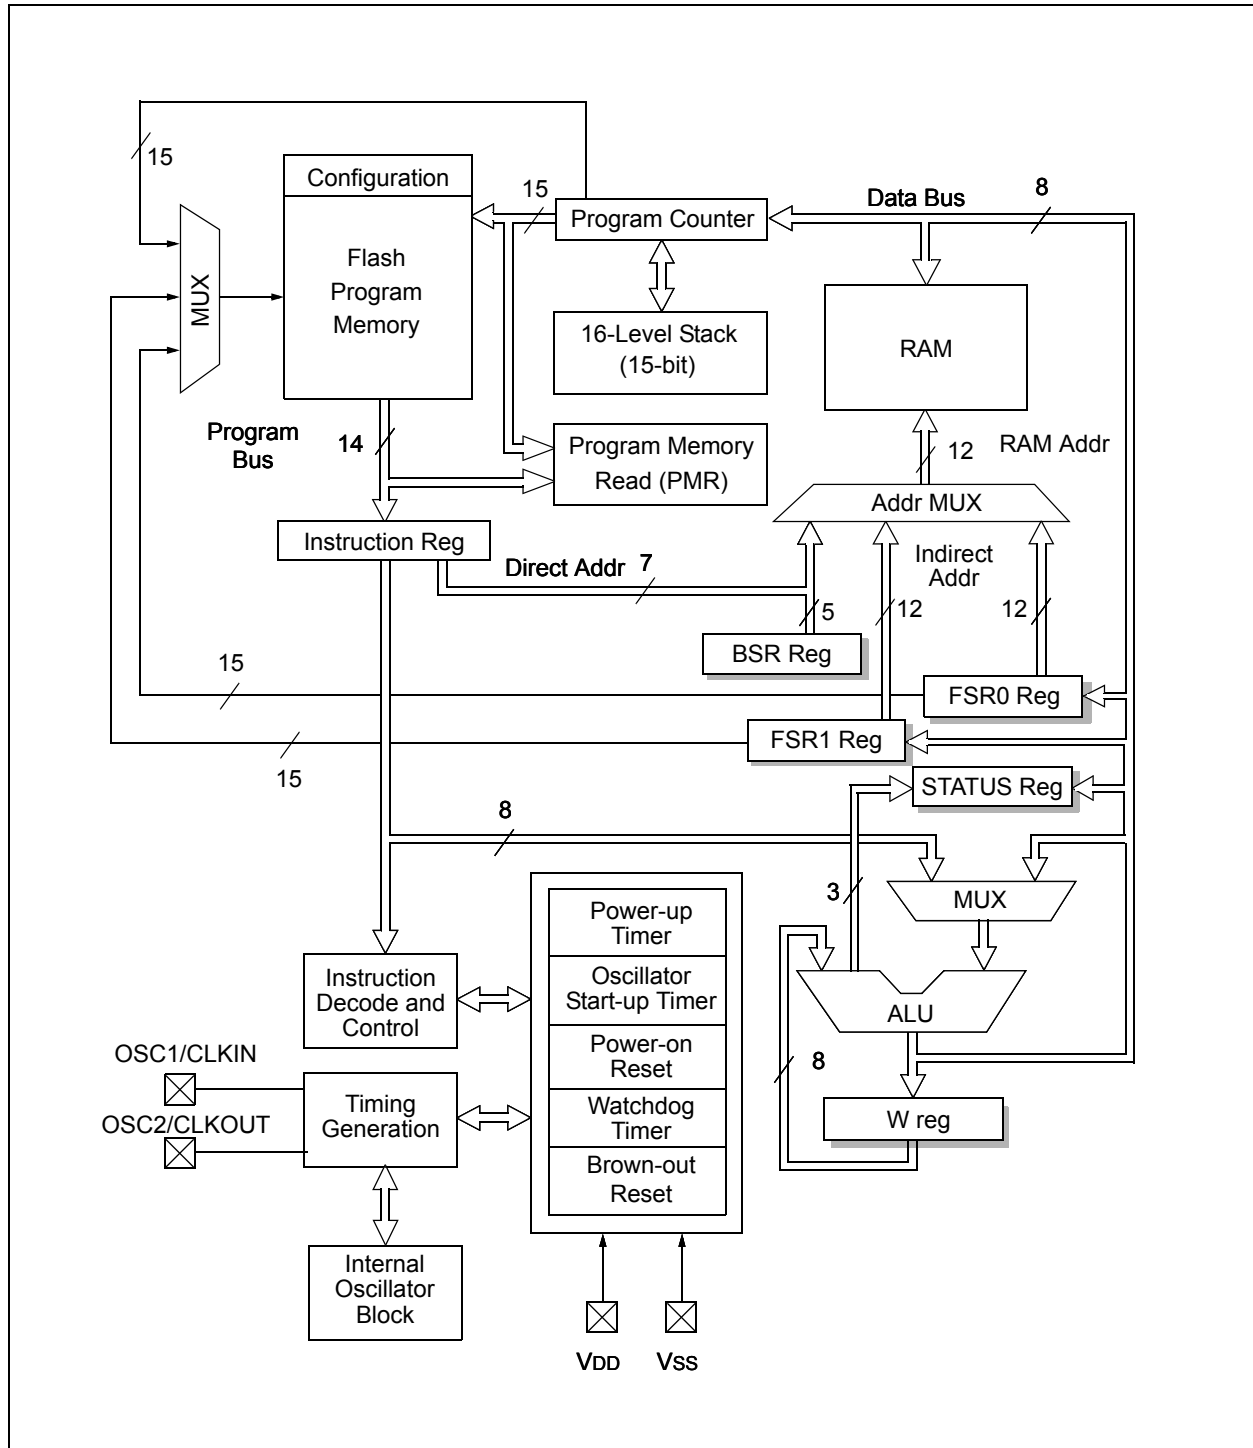 15
Configuration
15
Program Counter
Data Bus
8
Flash
Program
Memory
MUX
16-Level Stack
(15-bit)
RAM
Program
Bus
14
Program Memory
Read (PMR)
12
RAM Addr
Addr MUX
Instruction Reg
Direct Addr
7
Indirect
Addr
5
12
12
BSR Reg
15
FSR0 Reg
FSR1 Reg
15
STATUS Reg
8
3
MUX
Power-up
Timer
Instruction
Decode and
Control
Oscillator
Start-up Timer
ALU
OSC1/CLKIN
Power-on
Reset
8
OSC2/CLKOUT
Timing
Generation
Watchdog
Timer
W reg
Brown-out
Reset
Internal
Oscillator
Block
VDD
VSS